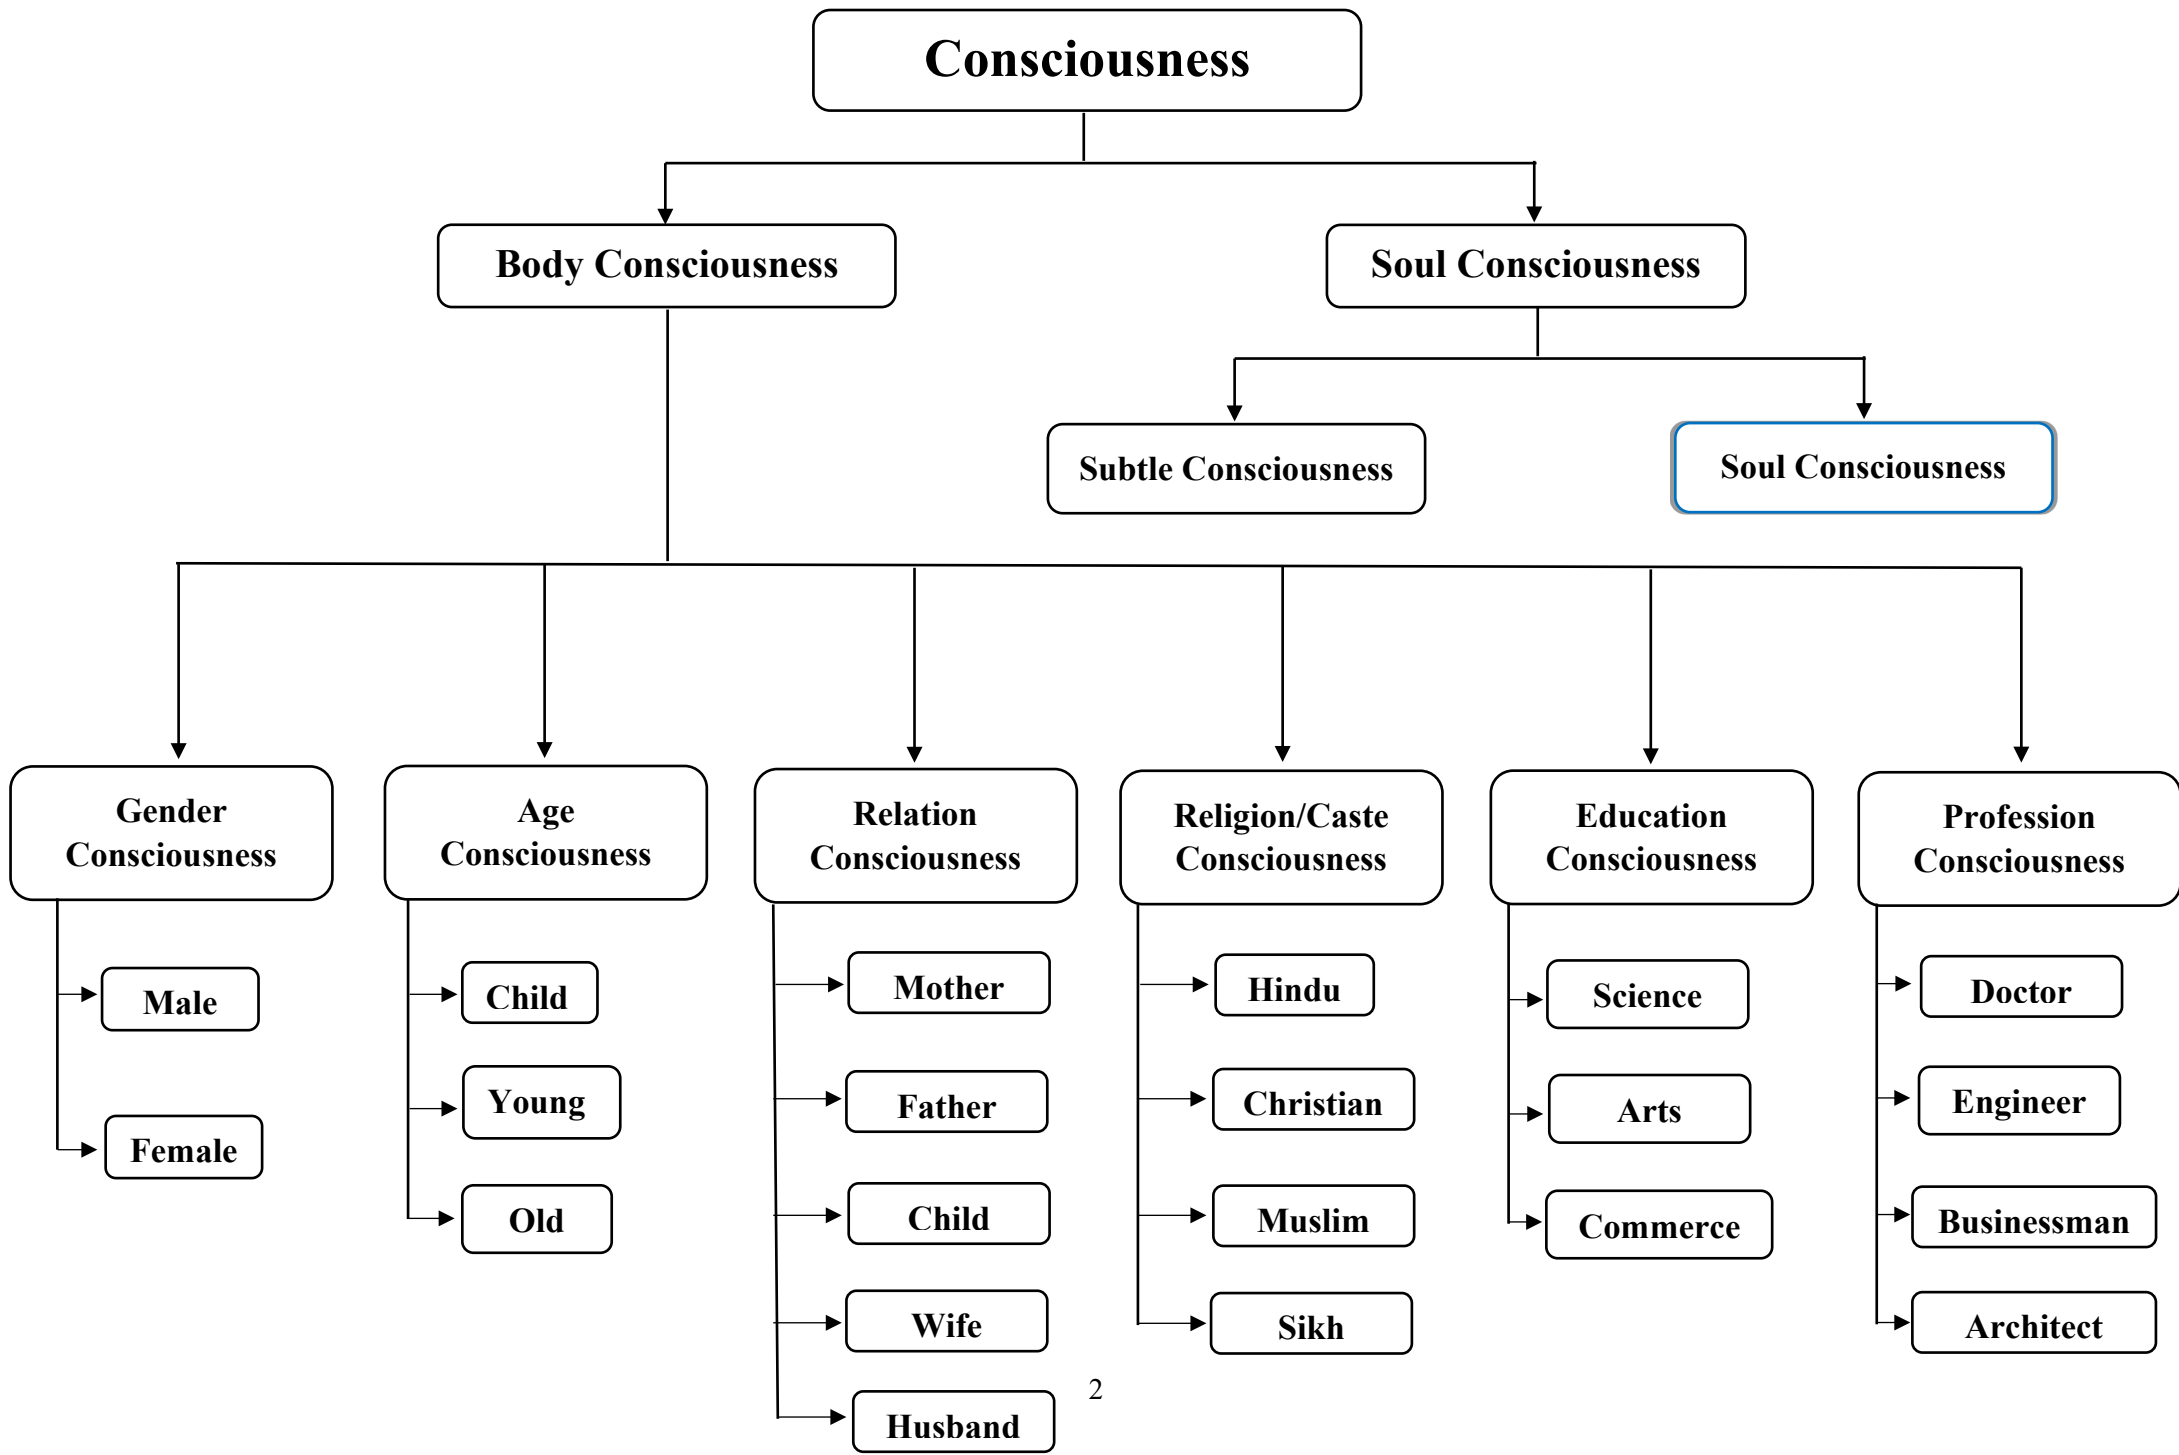 Consciousness
Body Consciousness
Soul Consciousness
Subtle Consciousness
Soul Consciousness
Gender
Consciousness
Male
Female
Age
Consciousness
Child
Young
Old
Relation
Consciousness
Mother
Father
Child
Wife
Husband
Religion/Caste
Consciousness
Hindu
Christian
Muslim
Sikh
Education
Consciousness
Science
Arts
Commerce
Profession
Consciousness
Doctor
Engineer
Businessman
Architect
2